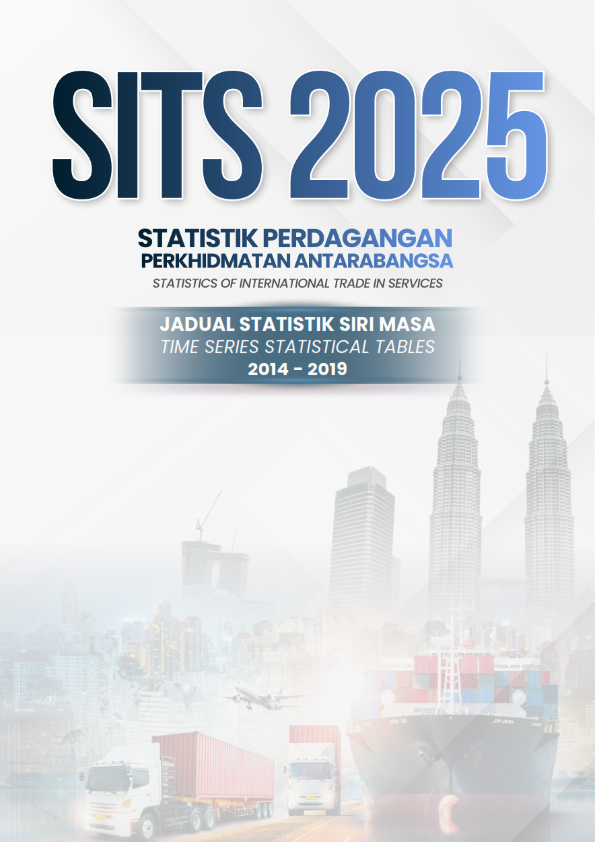 SITS 2025
STATISTIK PERDAGANGAN
PERKHIDMATAN ANTARABANGSA
STATISTICS OF INTERNATIONAL TRADE IN SERVICES
JADUAL STATISTIK SIRI MASA
TIME SERIES STATISTICAL TABLES
2014 - 2019